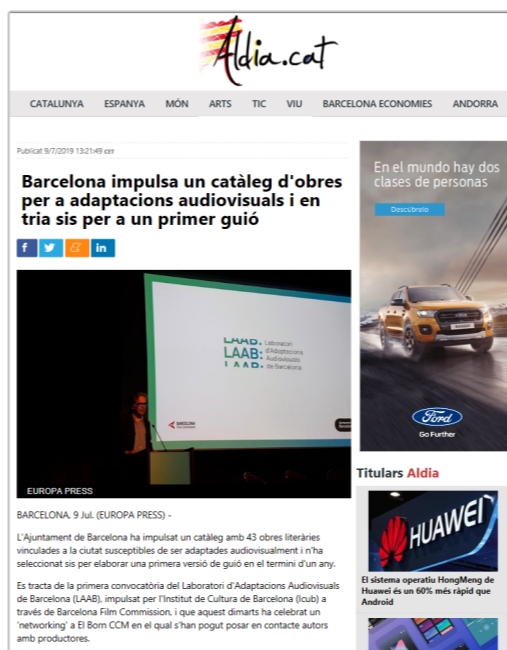 Aldia.cat
CATALUNYA ESPANYA MÓN ARTS TIC VIU BARCELONA ECONOMIES ANDORRA
Publicat 9/7/2019 13:21:49 CET
Barcelona impulsa un catàleg d'obres
per a adaptacions audiovisuals i en
tria sis per a un primer guió
f
in
LAAB: Laboratori
d'Adaptacions
Audiovisuals
de Barcelona
BARCELONA
EUROPA PRESS
BARCELONA, 9 Jul. (EUROPA PRESS) -
L'Ajuntament de Barcelona ha impulsat un catàleg amb 43 obres literàries
vinculades a la ciutat susceptibles de ser adaptades audiovisualment i n'ha
seleccionat sis per elaborar una primera versió de guió en el termini d'un any.
Es tracta de la primera convocatòria del Laboratori d'Adaptacions Audiovisuals
de Barcelona (LAAB), impulsat per l'Institut de Cultura de Barcelona (Icub) a
través de Barcelona Film Commission, i que aquest dimarts ha celebrat un
'networking' a El Born CCM en el qual s'han pogut posar en contacte autors
amb productores.
En el mundo hay dos
clases de personas
Descúbrelo
Ford
Go Further
Titulars Aldia
HUAWEI
El sistema operatiu HongMeng de
Huawei és un 60% més ràpid que
Android